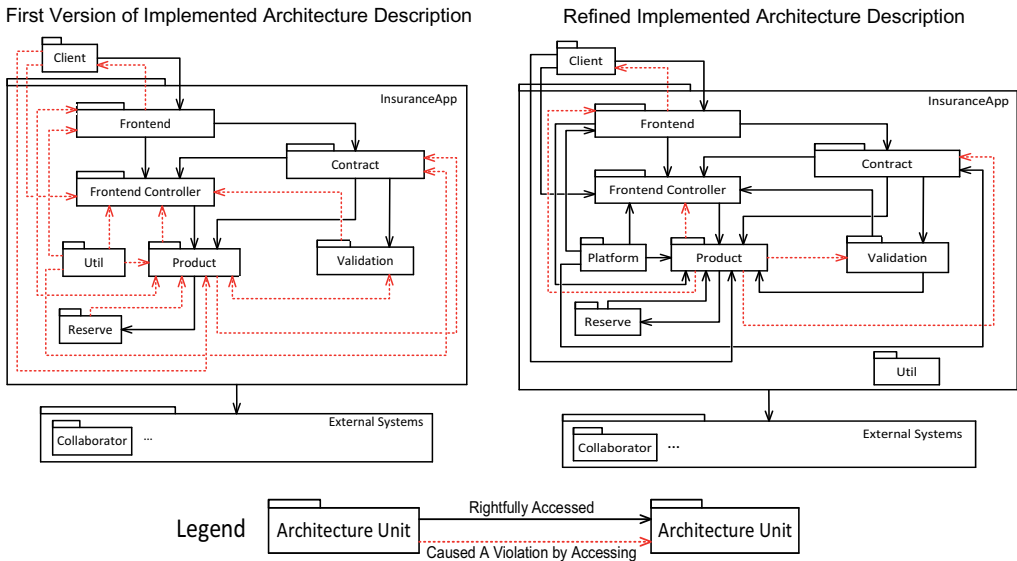 First Version of Implemented Architecture Description
Client
InsuranceApp
Frontend
Contract
Frontend Controller
Util
Product
Validation
Reserve
External Systems
Collaborator
...
Refined Implemented Architecture Description
Client
InsuranceApp
Frontend
Contract
Frontend Controller
Platform
Product
Validation
Reserve
Util
External Systems
Collaborator
...
Legend
Architecture Unit
Rightfully Accessed
Caused A Violation by Accessing
Architecture Unit